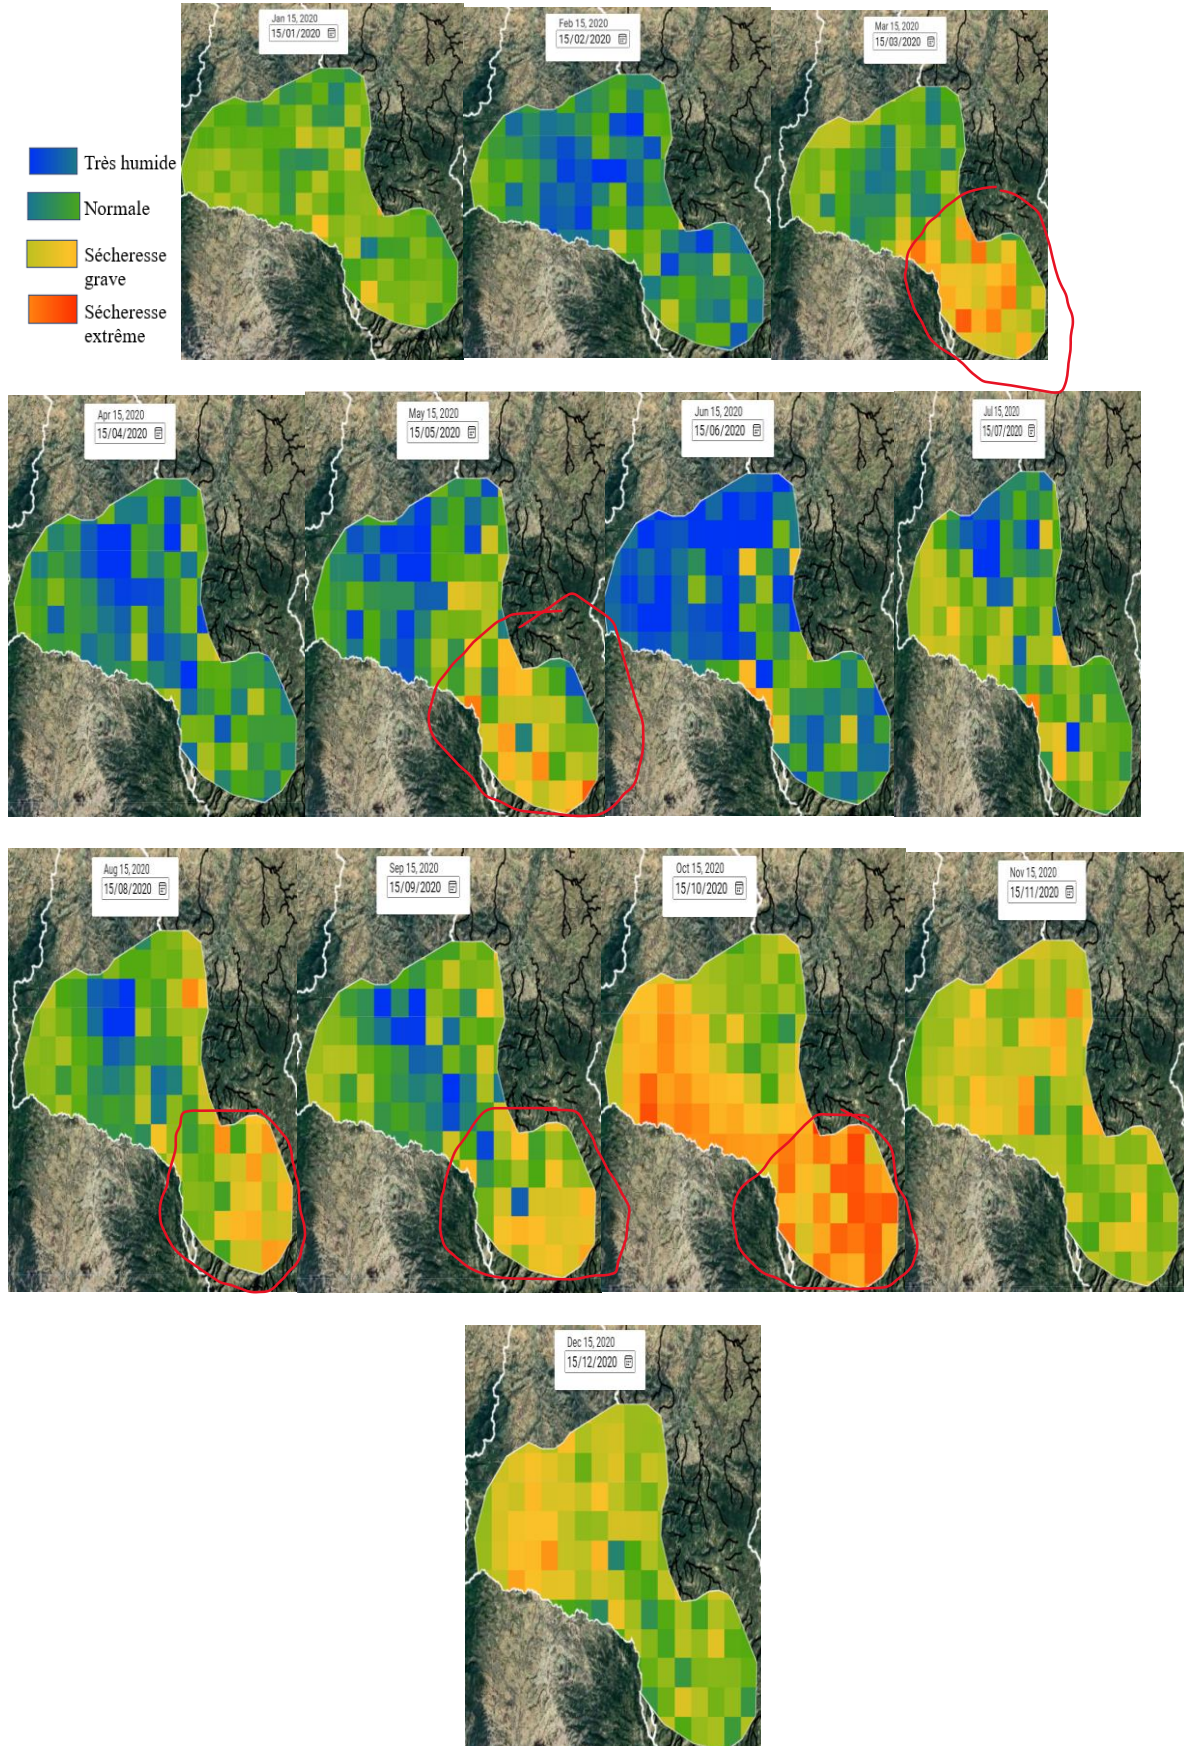 Jan 15, 2020
15/01/2020
Feb 15, 2020
15/02/2020
Mar 15, 2020
15/03/2020
Très humide
Normale
Sécheresse
grave
Sécheresse
extrême
Apr 15, 2020
15/04/2020
May 15, 2020
15/05/2020
Jun 15, 2020
15/06/2020
Jul 15, 2020
15/07/2020
Aug 15, 2020
15/08/2020
Sep 15, 2020
15/09/2020
Oct 15, 2020
15/10/2020
Nov 15, 2020
15/11/2020
Dec 15, 2020
15/12/2020